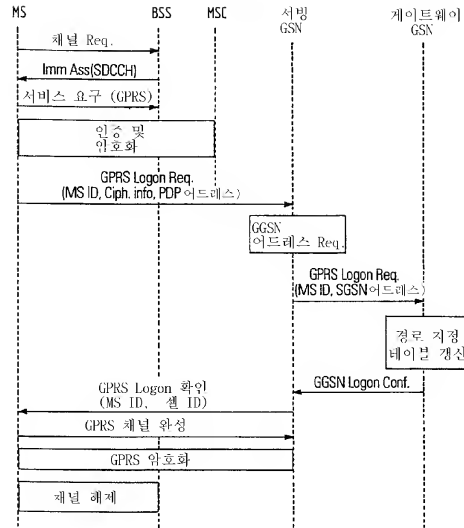 MS BSS MSC 서빙 게이트웨이
GSN GSN
채널 Req.
Imm Ass(SDCCH)
서비스 요구 (GPRS)
인증 및
암호화
GPRS Logon Req.
(MS ID, Ciph. info, PDP 어드레스)
GGSN
어드레스 Req.
GPRS Logon Req.
(MS ID, SGSN어드레스)
경로 지정
테이블 갱신
GGSN Logon Conf.
GPRS Logon 확인
(MS ID, 셀 ID)
GPRS 채널 완성
GPRS 암호화
채널 해제